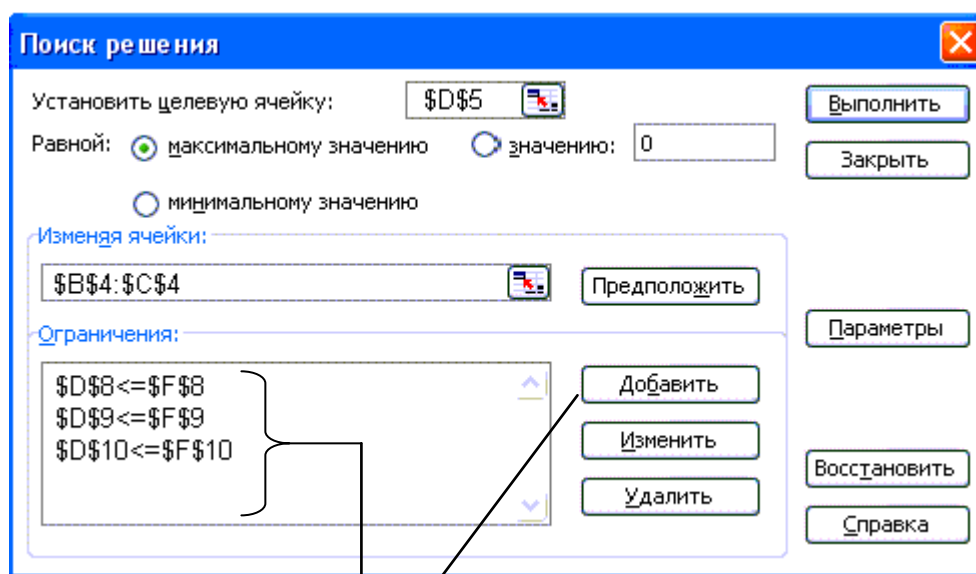 Поиск решения
Установить целевую ячейку: $D$5
Выполнить
Равной: максимальному значению значению: 0
Закрыть
минимальному значению
Изменяя ячейки:
$B$4:$C$4
Предположить
Параметры
Ограничения:
$D$8<=$F$8
Добавить
$D$9<=$F$9
$D$10<=$F$10
Изменить
Восстановить
Удалить
Справка